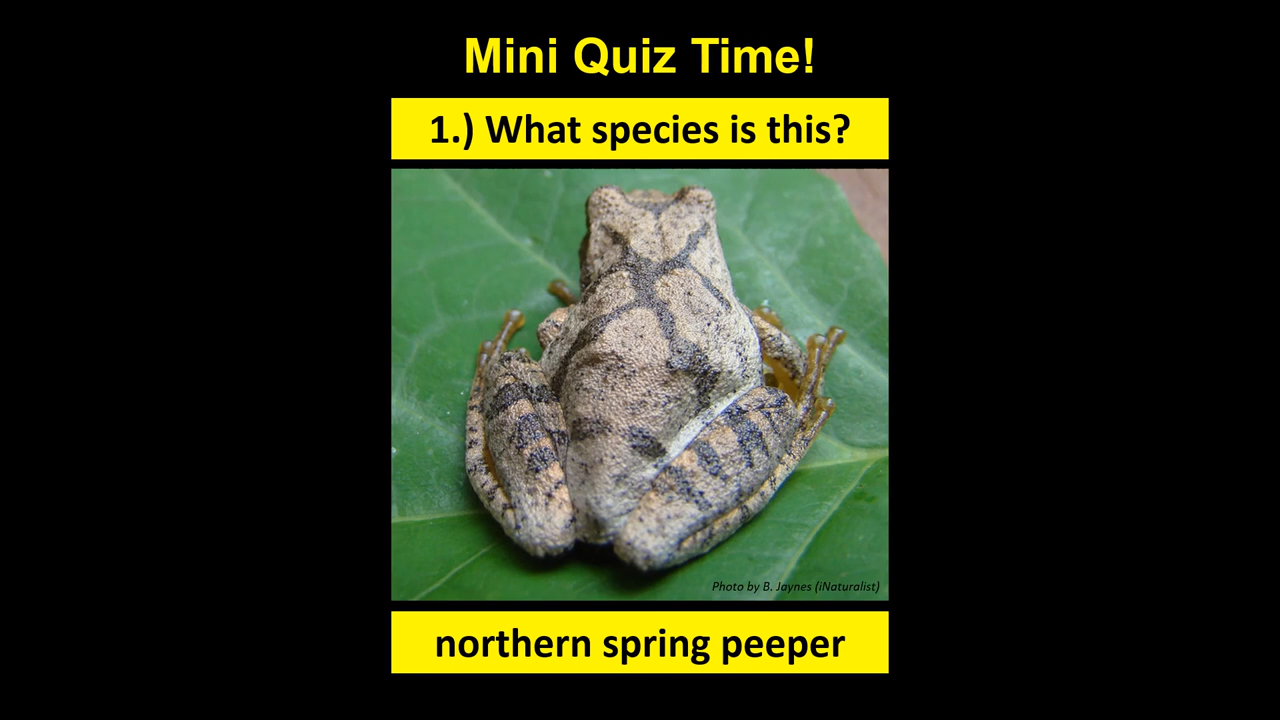 Mini Quiz Time!
1.) What species is this?
Photo by B. Jaynes (iNaturalist)
northern spring peeper